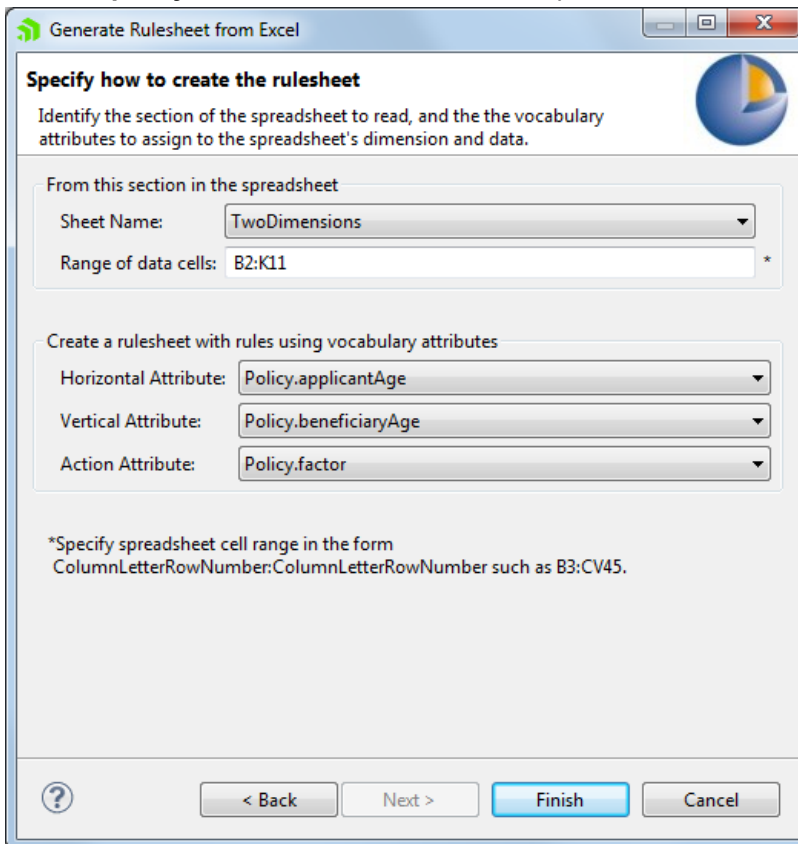 Generate Rulesheet from Excel
Specify how to create the rulesheet
Identify the section of the spreadsheet to read, and the the vocabulary
attributes to assign to the spreadsheet's dimension and data.
From this section in the spreadsheet
Sheet Name: TwoDimensions
Range of data cells: B2:K11 *
Create a rulesheet with rules using vocabulary attributes
Horizontal Attribute: Policy.applicantAge
Vertical Attribute: Policy.beneficiaryAge
Action Attribute: Policy.factor
*Specify spreadsheet cell range in the form
ColumnLetterRowNumber:ColumnLetterRowNumber such as B3:CV45.
? < Back Next > Finish Cancel